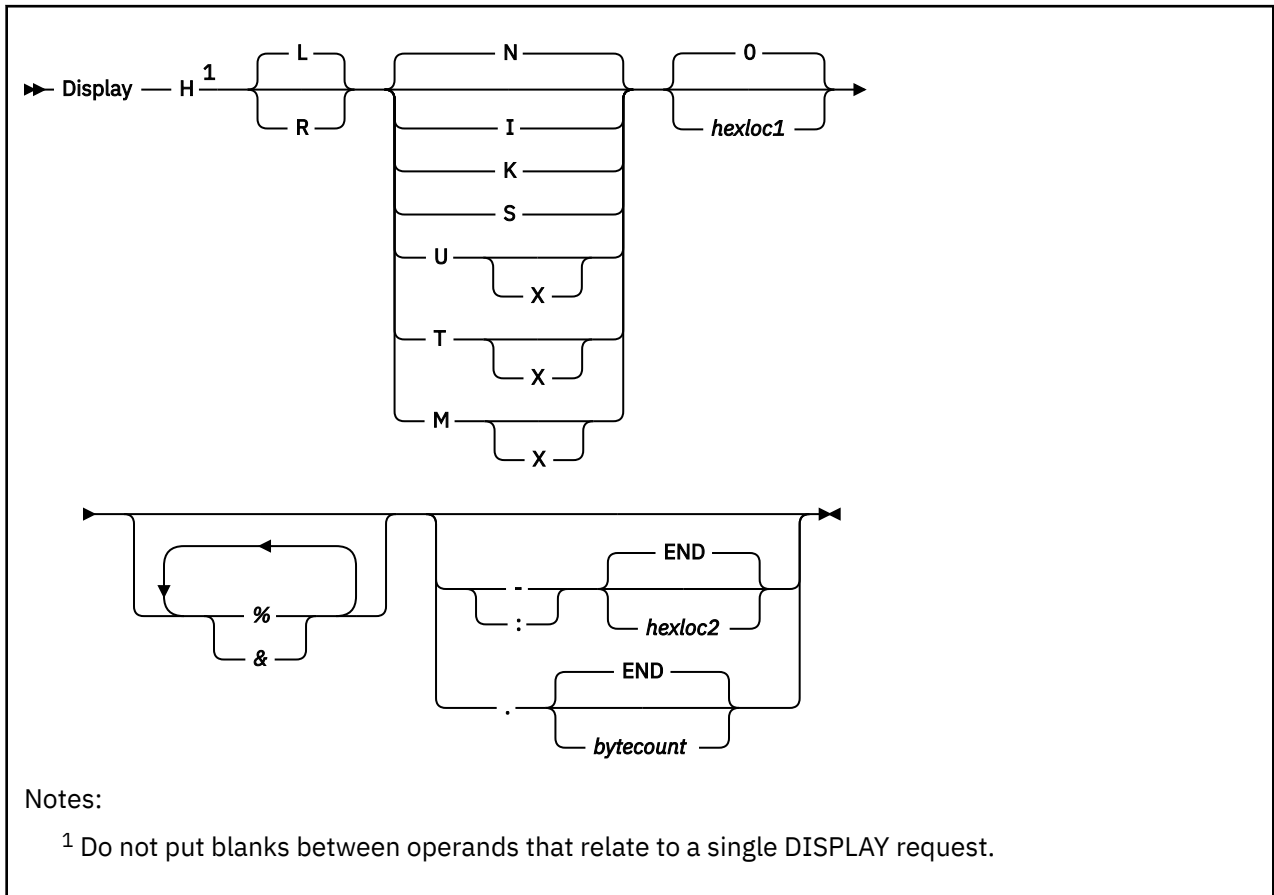 L N 0
Display H 1
R I hexloc1
K
S
U
X
T
X
M
X
END
% -
: hexloc2
&
END
.
bytecount
Notes:
1 Do not put blanks between operands that relate to a single DISPLAY request.